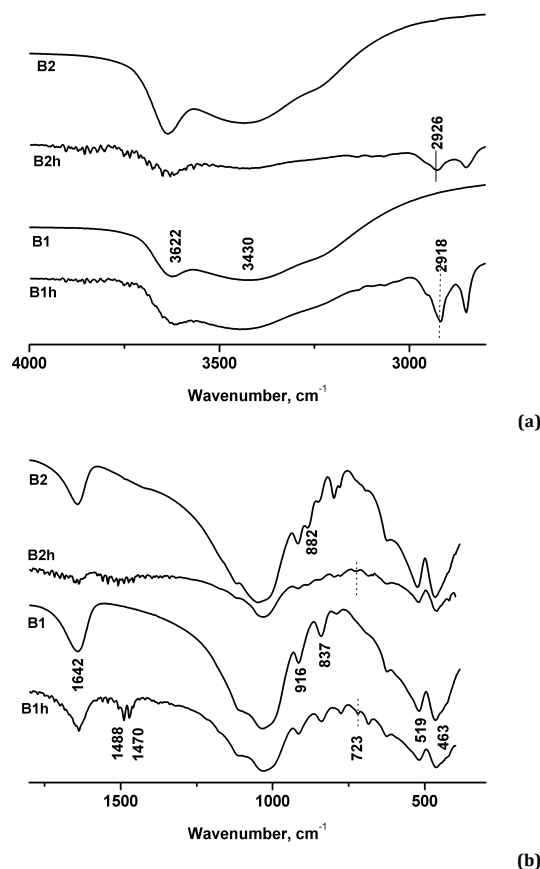 B2
2926
B2h
B1
3622
3430
2918
B1h
4000
3500
3000
Wavenumber, cm-1
(a)
B2
882
B2h
B1
1642
916
837
B1h
1488
1470
723
519
463
1500
1000
500
Wavenumber, cm-1
(b)